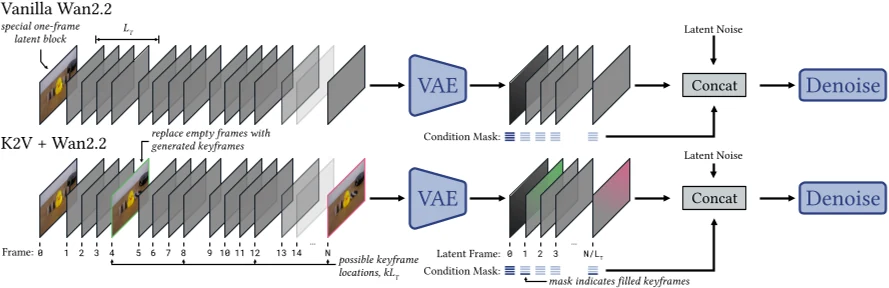 Vanilla Wan2.2
special one-frame
latent block
L_T
VAE
Latent Noise
Concat
Denoise
Condition Mask:
K2V + Wan2.2
replace empty frames with
generated keyframes
VAE
Latent Noise
Concat
Denoise
Frame: 0 1 2 3 4 5 6 7 8 9 10 11 12 13 14 ... N
possible keyframe
locations, kL_T
Latent Frame: 0 1 2 3 ... N/L_T
Condition Mask:
mask indicates filled keyframes